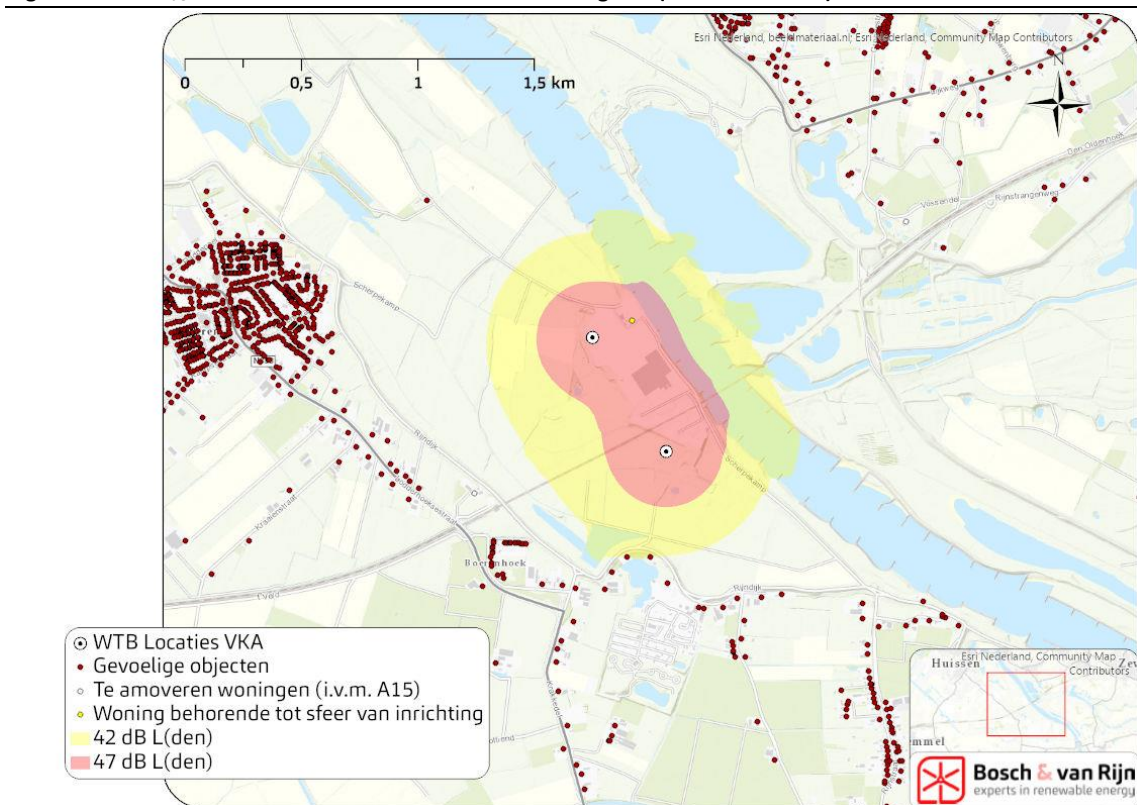 Esri Nederland, beeldmateriaal.nl; Esri Nederland, Community Map Contributors
0 0,5 1 1,5 km
N
Den Oldenhoek
Rijnstrangenweg
Vossendel
Scherpekamp
Rijndijk
Scherpekamp
Kramenstraat
Boerenhoek
Rijndijk
WTB Locaties VKA
Gevoelige objecten
Te amoveren woningen (i.v.m. A15)
Woning behorende tot sfeer van inrichting
42 dB L(den)
47 dB L(den)
Esri Nederland, Community Map Contributors
Huissen
Bosch & van Rijn
experts in renewable energy